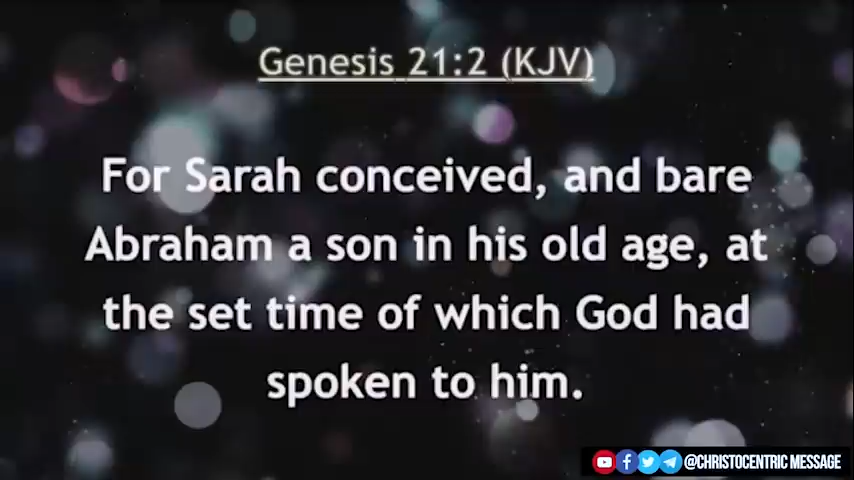 Genesis 21:2 (KJV)
For Sarah conceived, and bare
Abraham a son in his old age, at
the set time of which God had
spoken to him.
@CHRISTOCENTRIC MESSAGE